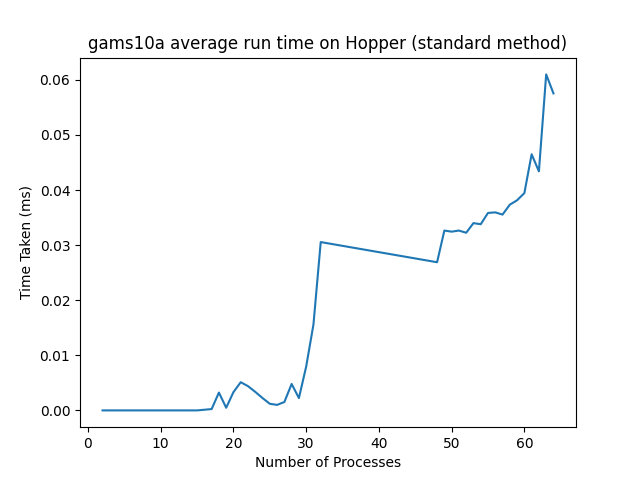 gams10a average run time on Hopper (standard method)
0.06
0.05
0.04
0.03
0.02
0.01
0.00
Time Taken (ms)
0 10 20 30 40 50 60
Number of Processes